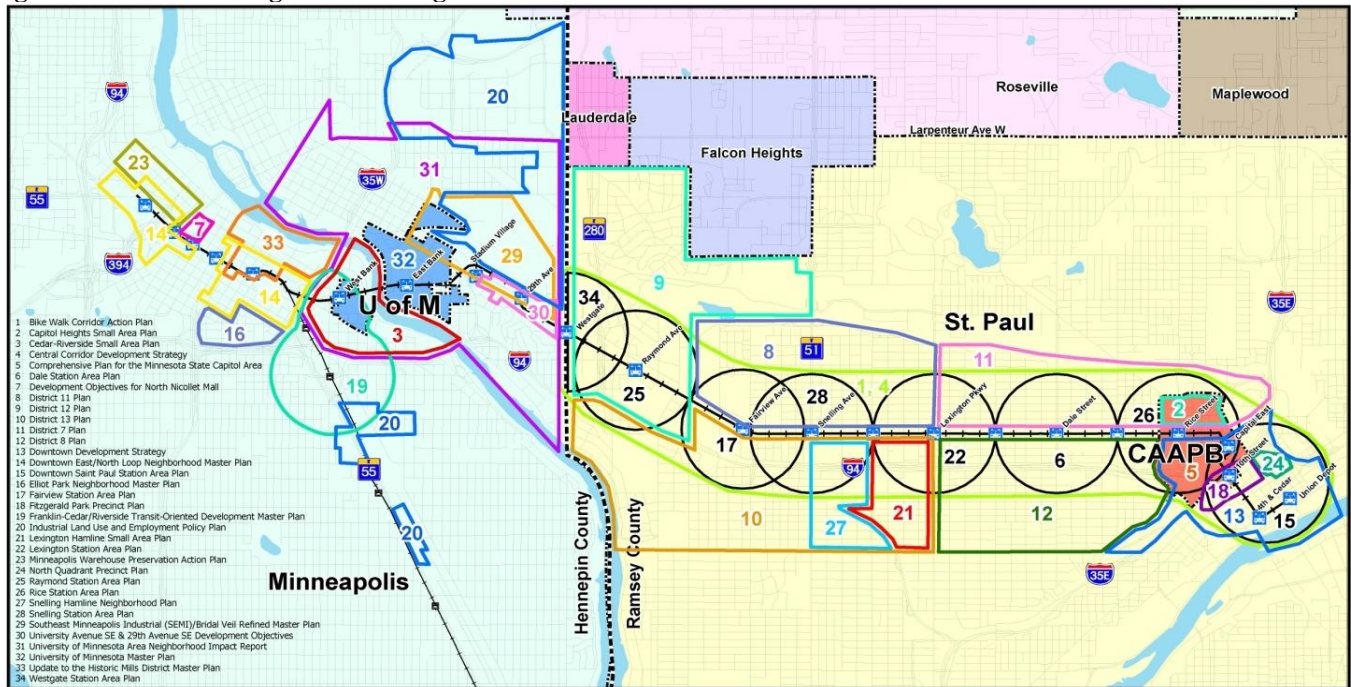 94
20
Lauderdale
Roseville
Maplewood
Larpenteur Ave W
Falcon Heights
23
31
35W
55
7
14
33
32
Stadium Village
29
280
394
West Bank
East Bank
29th Ave
U of M
30
34
Westgate
9
35E
14
16
3
94
St. Paul
8
51
11
19
Raymond Ave
25
Fairview Ave
17
28
Snelling Ave
1, 4
Lexington Pkwy
Dale Street
26
2
Rice Street
Capitol East
CAAPB
20
55
94
22
6
5
10th Street
24
18
Union Depot
4th & Cedar
13
15
10
27
21
12
20
35E
Minneapolis
Hennepin County
Ramsey County
1 Bike Walk Corridor Action Plan
2 Capitol Heights Small Area Plan
3 Cedar-Riverside Small Area Plan
4 Central Corridor Development Strategy
5 Comprehensive Plan for the Minnesota State Capitol Area
6 Dale Station Area Plan
7 Development Objectives for North Nicollet Mall
8 District 11 Plan
9 District 12 Plan
10 District 13 Plan
11 District 7 Plan
12 District 8 Plan
13 Downtown Development Strategy
14 Downtown East/North Loop Neighborhood Master Plan
15 Downtown Saint Paul Station Area Plan
16 Elliot Park Neighborhood Master Plan
17 Fairview Station Area Plan
18 Fitzgerald Park Precinct Plan
19 Franklin-Cedar/Riverside Transit-Oriented Development Master Plan
20 Industrial Land Use and Employment Policy Plan
21 Lexington Hamline Small Area Plan
22 Lexington Station Area Plan
23 Minneapolis Warehouse Preservation Action Plan
24 North Quadrant Precinct Plan
25 Raymond Station Area Plan
26 Rice Station Area Plan
27 Snelling Hamline Neighborhood Plan
28 Snelling Station Area Plan
29 Southeast Minneapolis Industrial (SEMI)/Bridal Veil Refined Master Plan
30 University Avenue SE & 29th Avenue SE Development Objectives
31 University of Minnesota Area Neighborhood Impact Report
32 University of Minnesota Master Plan
33 Update to the Historic Mills District Master Plan
34 Westgate Station Area Plan